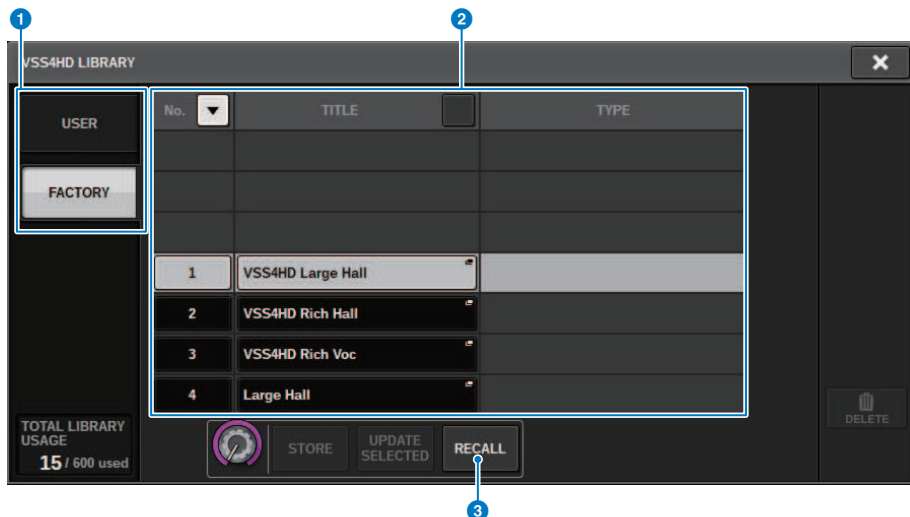 1
2
VSS4HD LIBRARY
USER
FACTORY
No.
TITLE
TYPE
1
VSS4HD Large Hall
2
VSS4HD Rich Hall
3
VSS4HD Rich Voc
4
Large Hall
DELETE
TOTAL LIBRARY
USAGE
15 / 600 used
STORE
UPDATE
SELECTED
RECALL
3